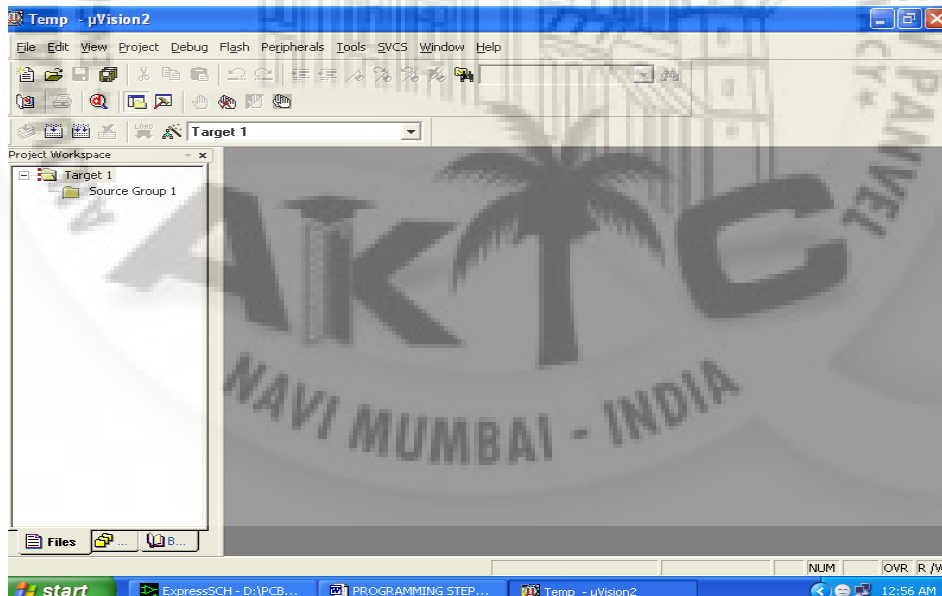 Temp - µVision2
File Edit View Project Debug Flash Peripherals Tools SVCS Window Help
LOAD
Target 1
Project Workspace
Target 1
Source Group 1
AKTC
PANVEL
NAVI MUMBAI - INDIA
Files ... B...
NUM OVR R /W
start ExpressSCH - D:\PCB... PROGRAMMING STEP... Temp - µVision2 12:56 AM